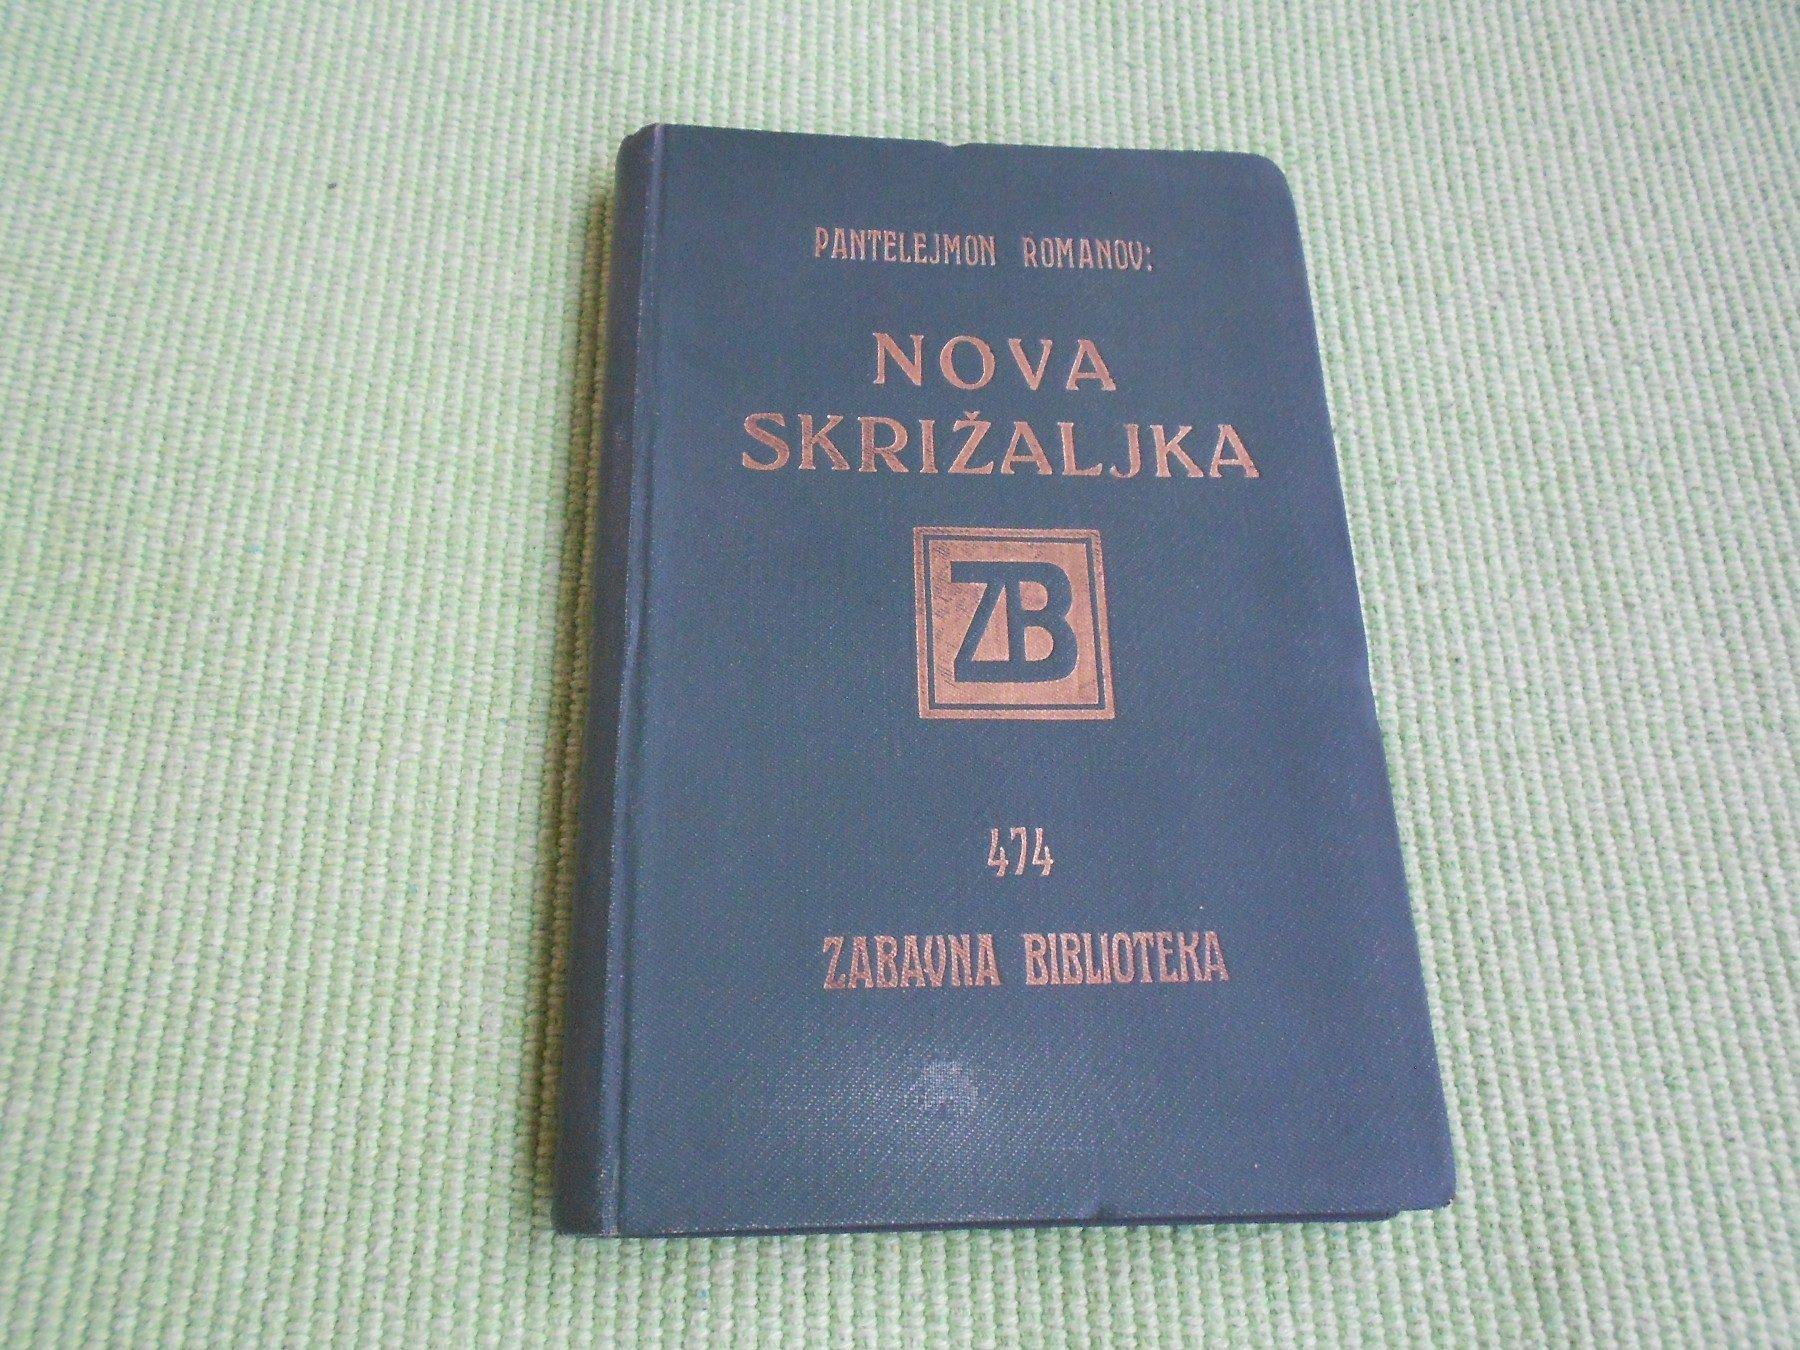 PANTELEJMON ROMANOV:
NOVA
SKRIŽALJKA
ZB
474
ZABAVNA BIBLIOTEKA